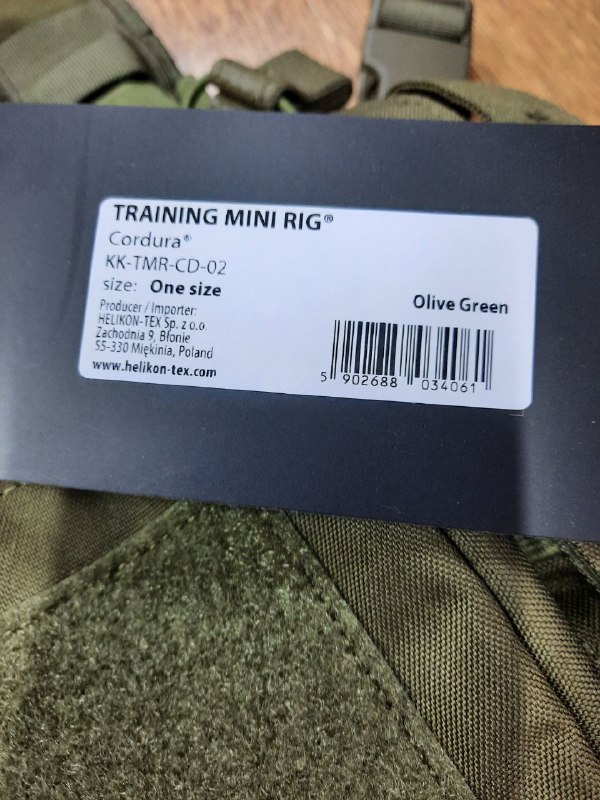 TRAINING MINI RIG®
Cordura®
KK-TMR-CD-02
size: One size
Producer / Importer:
HELIKON-TEX Sp. z o.o.
Zachodnia 9, Błonie
55-330 Miękinia, Poland
www.helikon-tex.com
Olive Green
5 902688 034061